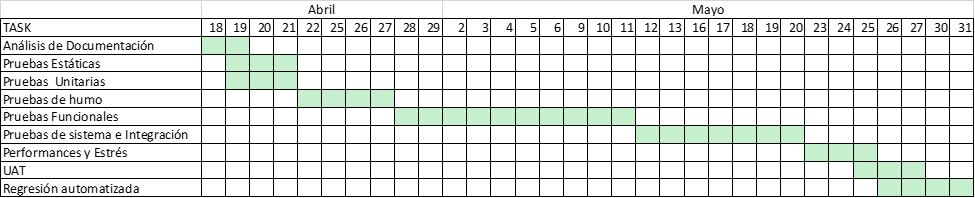 Abril Mayo
TASK 18 19 20 21 22 25 26 27 28 29 2 3 4 5 6 9 10 11 12 13 16 17 18 19 20 23 24 25 26 27 30 31
Análisis de Documentación
Pruebas Estáticas
Pruebas Unitarias
Pruebas de humo
Pruebas Funcionales
Pruebas de sistema e Integración
Performances y Estrés
UAT
Regresión automatizada